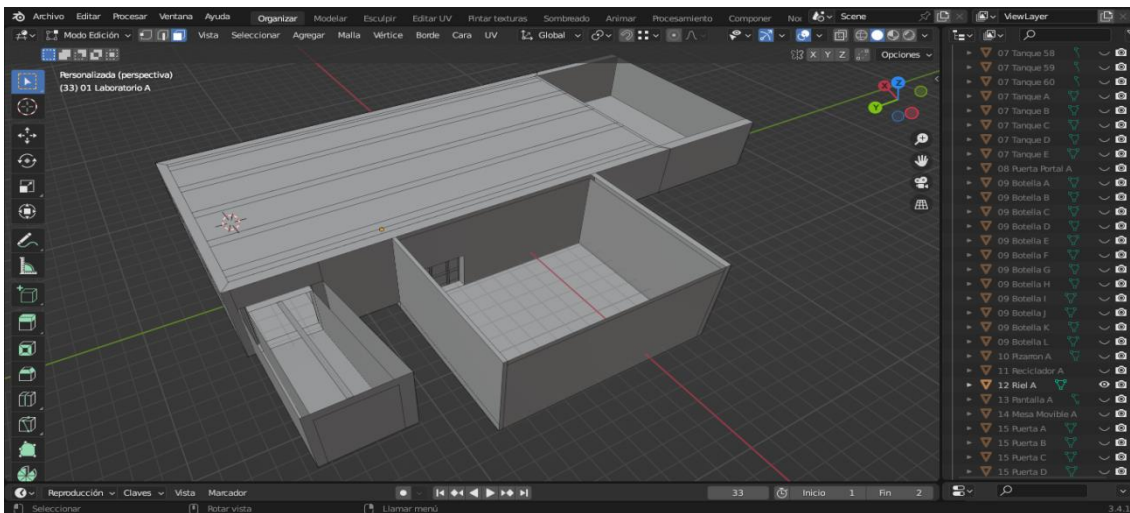 Archivo Editar Procesar Ventana Ayuda Organizar Modelar Esculpir Editar UV Pintar texturas Sombreado Animar Procesamiento Componer Scene ViewLayer
Modo Edición Vista Seleccionar Agregar Malla Vértice Borde Cara UV Global
X Y Z Opciones
Personalizada (perspectiva)
(33) 01 Laboratorio A
Z
Y
07 Tanque 58
07 Tanque 59
07 Tanque 60
07 Tanque A
07 Tanque B
07 Tanque C
07 Tanque D
07 Tanque E
08 Puerta Portal A
09 Botella A
09 Botella B
09 Botella C
09 Botella D
09 Botella E
09 Botella F
09 Botella G
09 Botella H
09 Botella I
09 Botella J
09 Botella K
09 Botella L
10 Pizarron A
11 Reciclador A
12 Riel A
13 Pantalla A
14 Mesa Movible A
15 Puerta A
15 Puerta B
15 Puerta C
15 Puerta D
Reproducción Claves Vista Marcador 33 Inicio 1 Fin 2
Seleccionar Rotar vista Llamar menú 3.4.1